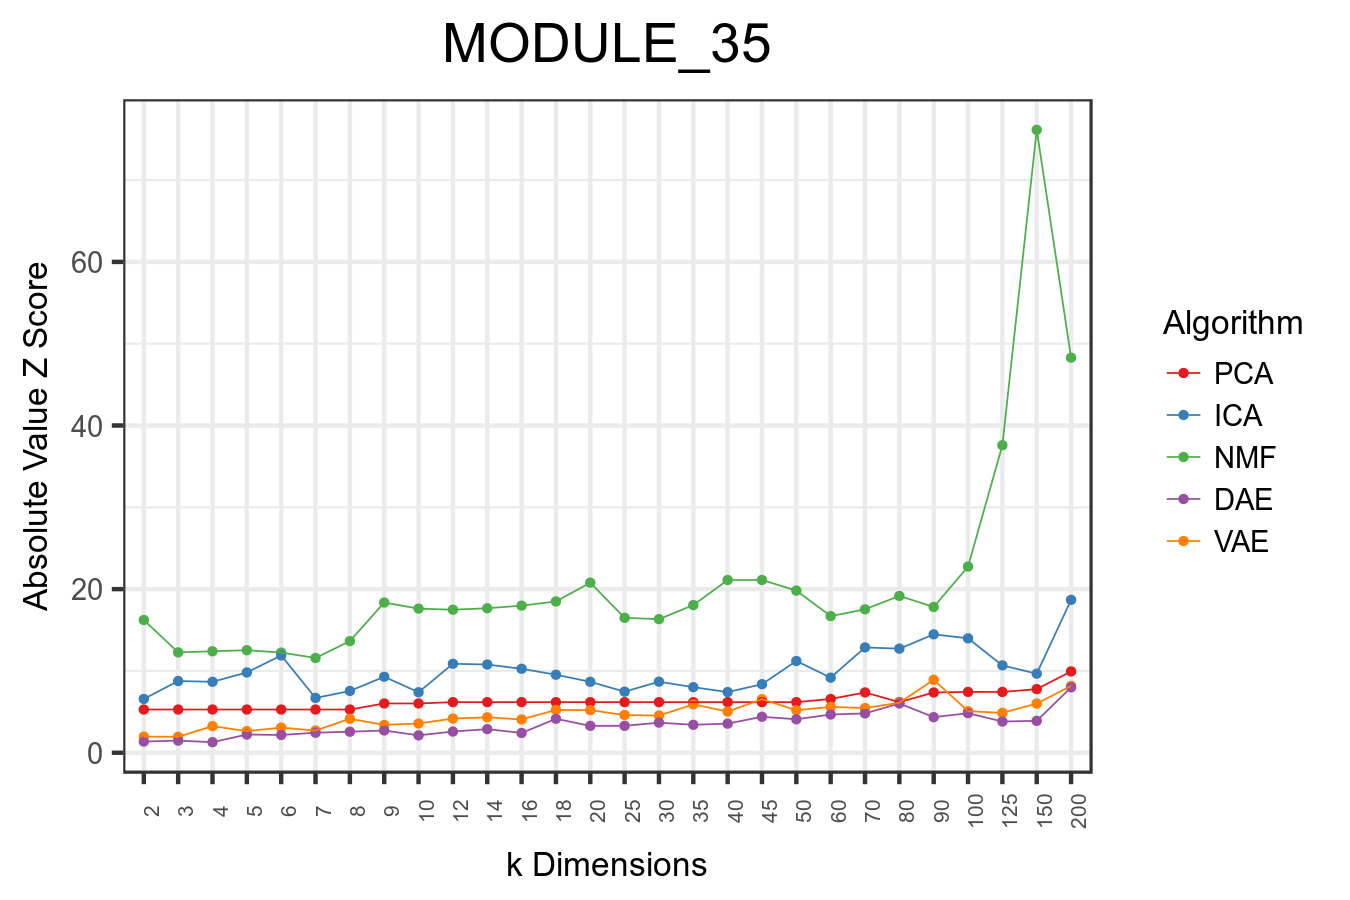 MODULE_35
Absolute Value Z Score
60
40
20
0
2 3 4 5 6 7 8 9 10 12 14 16 18 20 25 30 35 40 45 50 60 70 80 90 100 125 150 200
k Dimensions
Algorithm
PCA
ICA
NMF
DAE
VAE